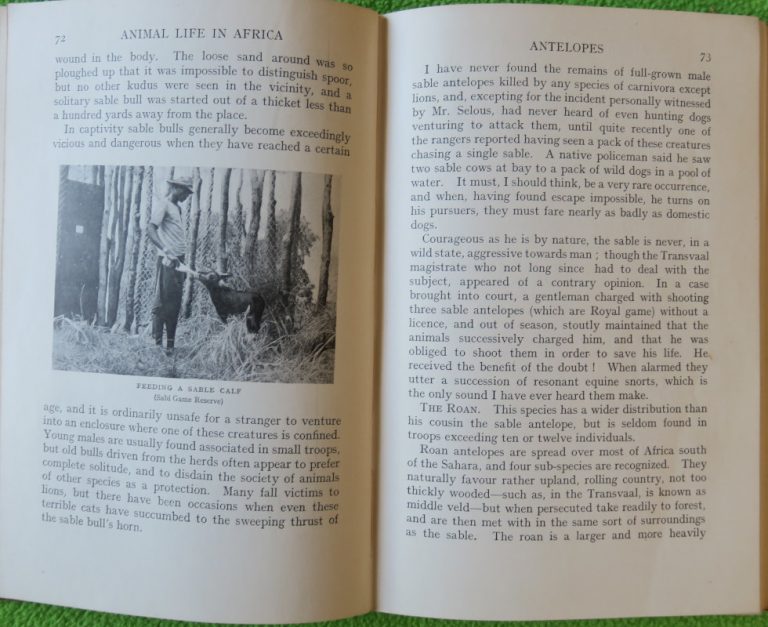 72 ANIMAL LIFE IN AFRICA
wound in the body. The loose sand around was so
ploughed up that it was impossible to distinguish spoor,
but no other kudus were seen in the vicinity, and a
solitary sable bull was started out of a thicket less than
a hundred yards away from the place.
In captivity sable bulls generally become exceedingly
vicious and dangerous when they have reached a certain
FEEDING A SABLE CALF
(Sabi Game Reserve)
age, and it is ordinarily unsafe for a stranger to venture
into an enclosure where one of these creatures is confined.
Young males are usually found associated in small troops,
but old bulls driven from the herds often appear to prefer
complete solitude, and to disdain the society of animals
of other species as a protection. Many fall victims to
lions, but there have been occasions when even these
terrible cats have succumbed to the sweeping thrust of
the sable bull's horn.
ANTELOPES 73
I have never found the remains of full-grown male
sable antelopes killed by any species of carnivora except
lions, and, excepting for the incident personally witnessed
by Mr. Selous, had never heard of even hunting dogs
venturing to attack them, until quite recently one of
the rangers reported having seen a pack of these creatures
chasing a single sable. A native policeman said he saw
two sable cows at bay to a pack of wild dogs in a pool of
water. It must, I should think, be a very rare occurrence,
and when, having found escape impossible, he turns on
his pursuers, they must fare nearly as badly as domestic
dogs.
Courageous as he is by nature, the sable is never, in a
wild state, aggressive towards man ; though the Transvaal
magistrate who not long since had to deal with the
subject, appeared of a contrary opinion. In a case
brought into court, a gentleman charged with shooting
three sable antelopes (which are Royal game) without a
licence, and out of season, stoutly maintained that the
animals successively charged him, and that he was
obliged to shoot them in order to save his life. He
received the benefit of the doubt ! When alarmed they
utter a succession of resonant equine snorts, which is
the only sound I have ever heard them make.
THE ROAN. This species has a wider distribution than
his cousin the sable antelope, but is seldom found in
troops exceeding ten or twelve individuals.
Roan antelopes are spread over most of Africa south
of the Sahara, and four sub-species are recognized. They
naturally favour rather upland, rolling country, not too
thickly wooded—such as, in the Transvaal, is known as
middle veld—but when persecuted take readily to forest,
and are then met with in the same sort of surroundings
as the sable. The roan is a larger and more heavily